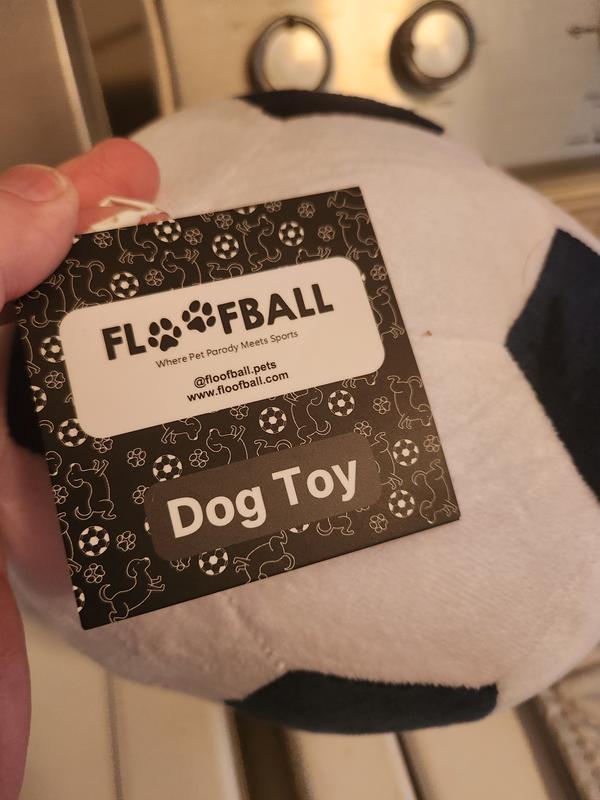 FLOOFBALL
Where Pet Parody Meets Sports
@floofball.pets
www.floofball.com
Dog Toy